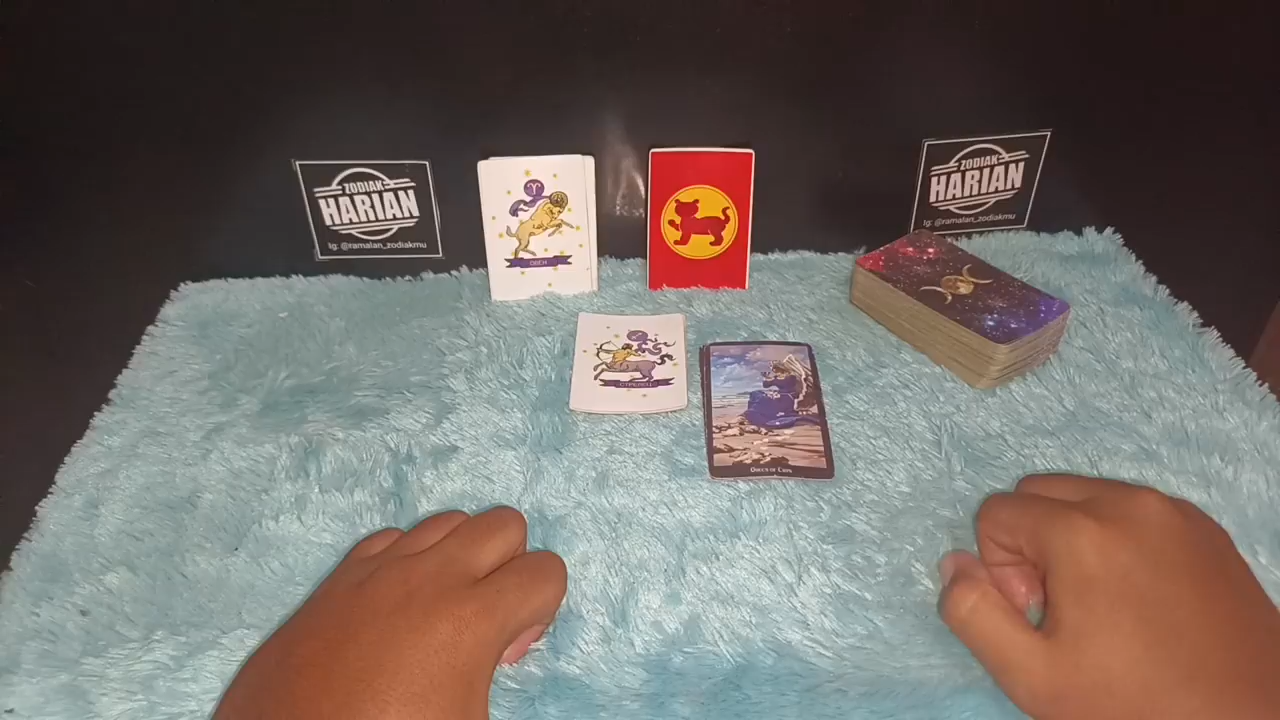 ZODIAK
HARIAN
Ig: @ramalan_zodiakmu
ОВЕН
ZODIAK
HARIAN
Ig: @ramalan_zodiakmu
СТРЕЛЕЦ
QUEEN OF CUPS